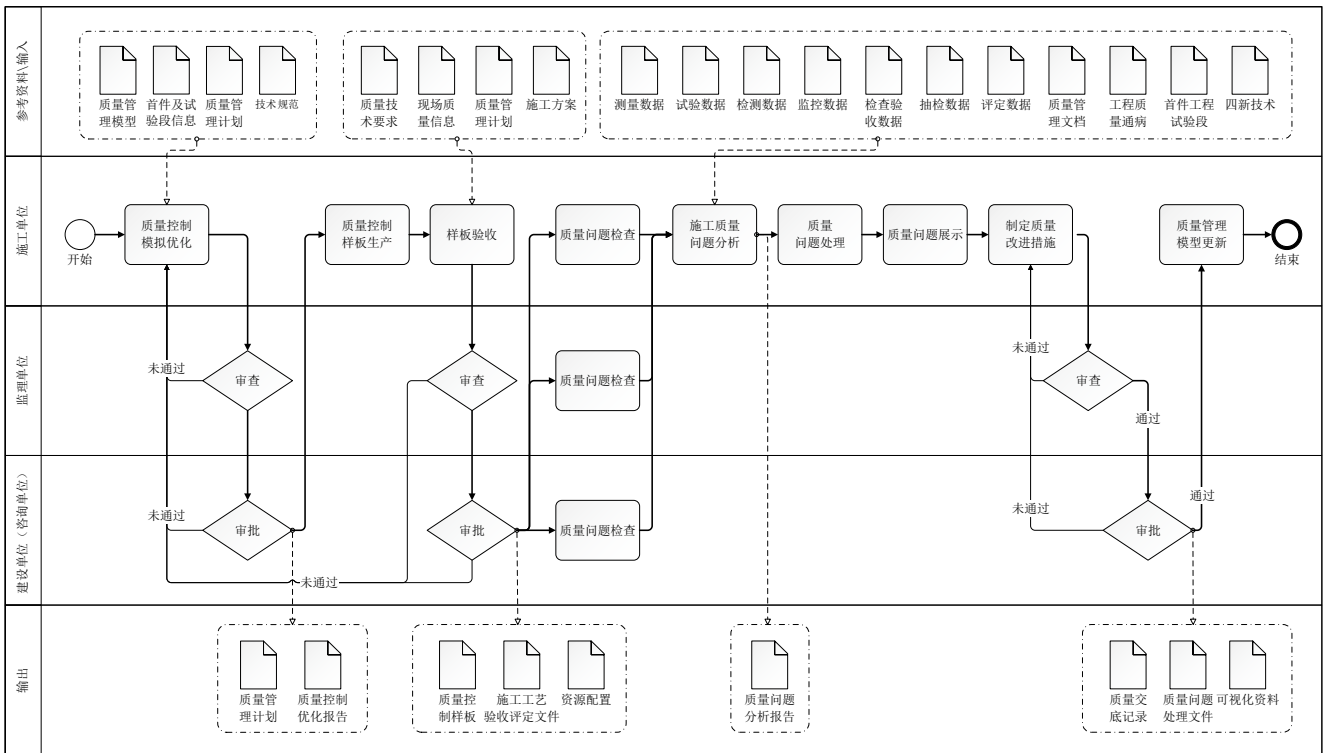 参考资料\输入
质量管
理模型
首件及试
验段信息
质量管
理计划
技术规范
质量技
术要求
现场质
量信息
质量管
理计划
施工方案
测量数据
试验数据
检测数据
监控数据
检查验
收数据
抽检数据
评定数据
质量管
理文档
工程质
量通病
首件工程
试验段
四新技术
施工单位
开始
质量控制
模拟优化
质量控制
样板生产
样板验收
质量问题检查
施工质量
问题分析
质量
问题处理
质量问题展示
制定质量
改进措施
质量管理
模型更新
结束
监理单位
未通过
审查
审查
质量问题检查
未通过
审查
通过
建设单位（咨询单位）
未通过
审批
审批
质量问题检查
未通过
审批
通过
未通过
输出
质量管
理计划
质量控制
优化报告
质量控
制样板
施工工艺
验收评定文件
资源配置
质量问题
分析报告
质量交
底记录
质量问题
处理文件
可视化资料